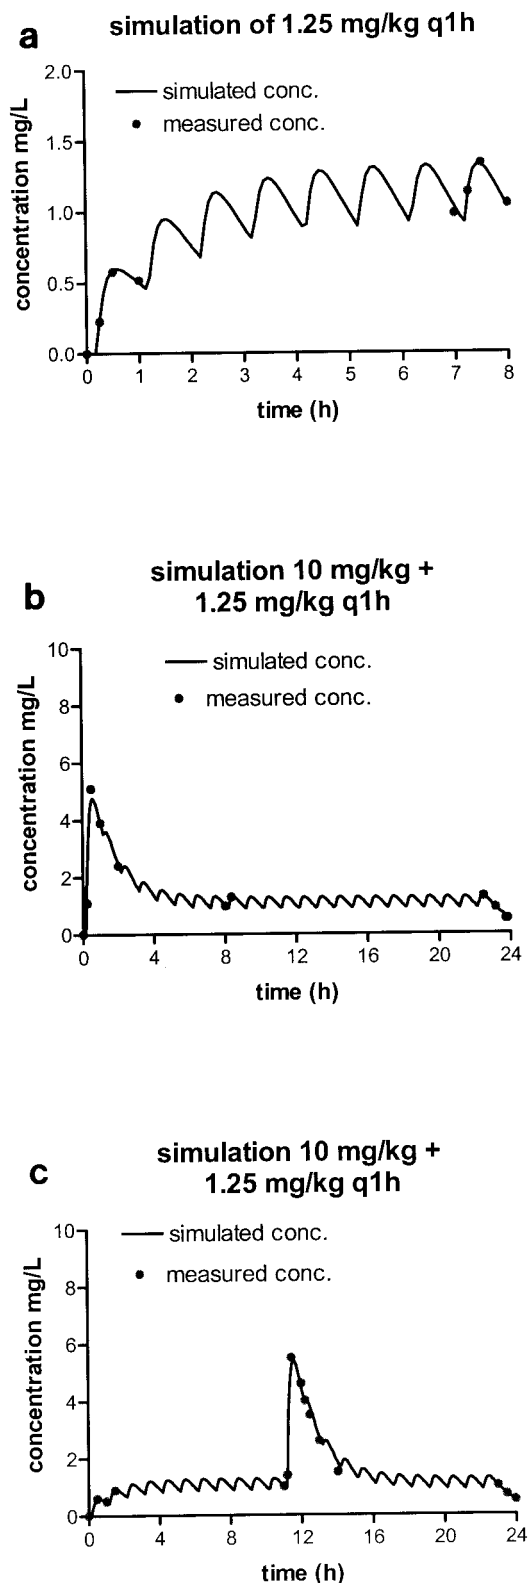 a
simulation of 1.25 mg/kg q1h
simulated conc.
measured conc.
concentration mg/L
2.0
1.5
1.0
0.5
0.0
0 1 2 3 4 5 6 7 8
time (h)
b
simulation 10 mg/kg +
1.25 mg/kg q1h
simulated conc.
measured conc.
concentration mg/L
10
8
6
4
2
0
0 4 8 12 16 20 24
time (h)
c
simulation 10 mg/kg +
1.25 mg/kg q1h
simulated conc.
measured conc.
concentration mg/L
10
8
6
4
2
0
0 4 8 12 16 20 24
time (h)